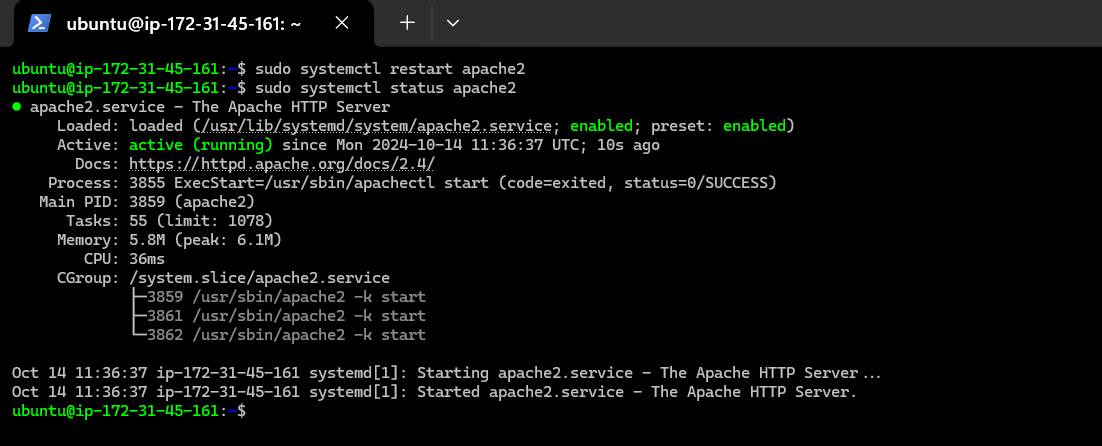 ubuntu@ip-172-31-45-161: ~
ubuntu@ip-172-31-45-161:~$ sudo systemctl restart apache2
ubuntu@ip-172-31-45-161:~$ sudo systemctl status apache2
● apache2.service - The Apache HTTP Server
     Loaded: loaded (/usr/lib/systemd/system/apache2.service; enabled; preset: enabled)
     Active: active (running) since Mon 2024-10-14 11:36:37 UTC; 10s ago
       Docs: https://httpd.apache.org/docs/2.4/
    Process: 3855 ExecStart=/usr/sbin/apachectl start (code=exited, status=0/SUCCESS)
   Main PID: 3859 (apache2)
      Tasks: 55 (limit: 1078)
     Memory: 5.8M (peak: 6.1M)
        CPU: 36ms
     CGroup: /system.slice/apache2.service
             ├─3859 /usr/sbin/apache2 -k start
             ├─3861 /usr/sbin/apache2 -k start
             └─3862 /usr/sbin/apache2 -k start
Oct 14 11:36:37 ip-172-31-45-161 systemd[1]: Starting apache2.service - The Apache HTTP Server...
Oct 14 11:36:37 ip-172-31-45-161 systemd[1]: Started apache2.service - The Apache HTTP Server.
ubuntu@ip-172-31-45-161:~$